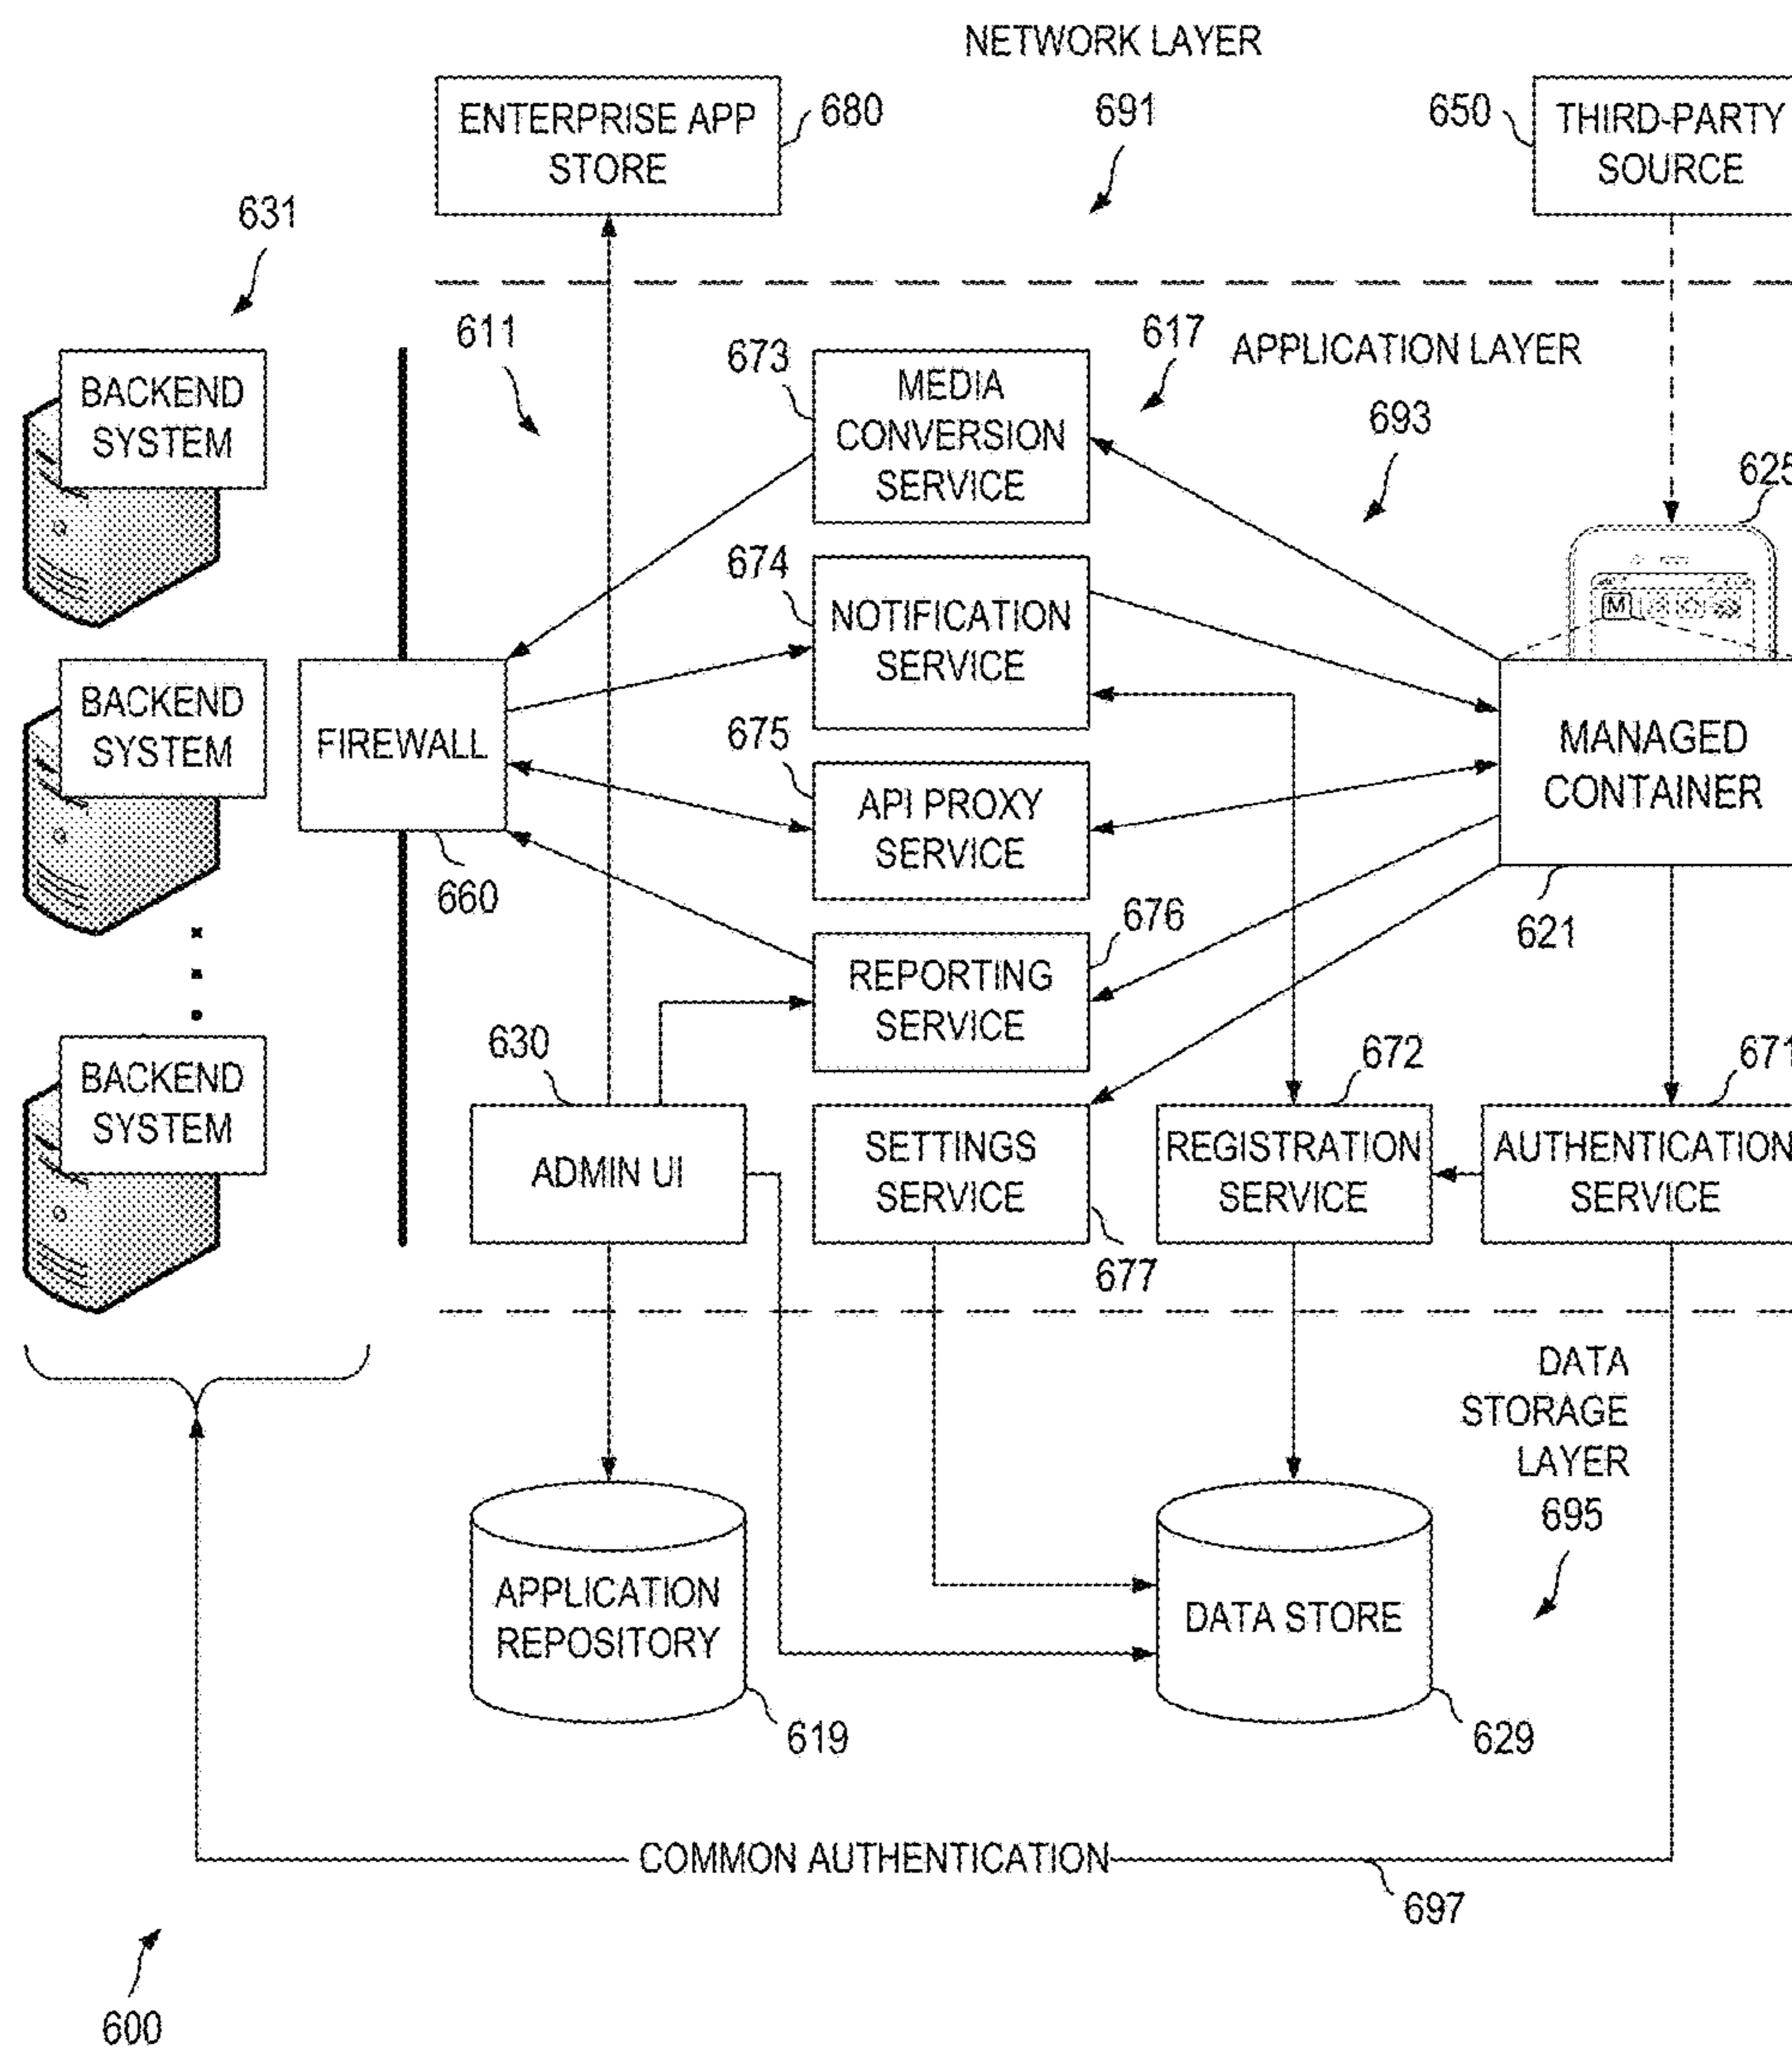 NETWORK LAYER
691
ENTERPRISE APP
STORE
680
650
THIRD-PARTY
SOURCE
631
611
617
APPLICATION LAYER
693
673
MEDIA
CONVERSION
SERVICE
625
BACKEND
SYSTEM
674
NOTIFICATION
SERVICE
M
BACKEND
SYSTEM
FIREWALL
660
675
API PROXY
SERVICE
MANAGED
CONTAINER
621
676
REPORTING
SERVICE
BACKEND
SYSTEM
630
ADMIN UI
SETTINGS
SERVICE
677
672
REGISTRATION
SERVICE
671
AUTHENTICATION
SERVICE
DATA
STORAGE
LAYER
695
APPLICATION
REPOSITORY
619
DATA STORE
629
COMMON AUTHENTICATION
697
600